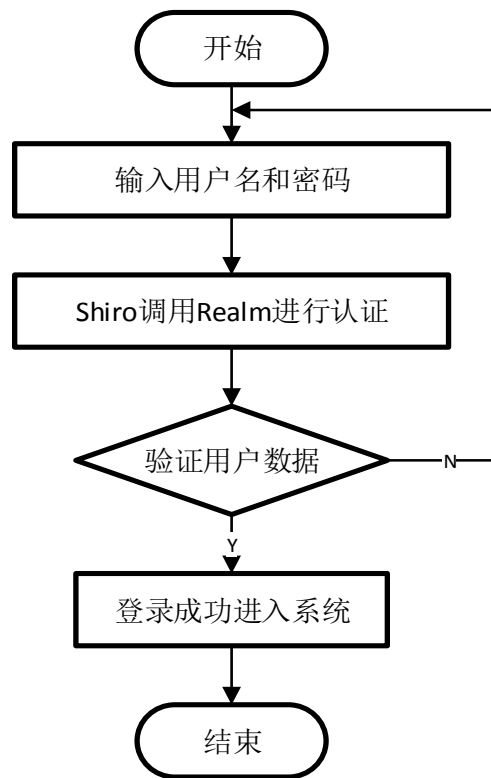 开始
输入用户名和密码
Shiro调用Realm进行认证
验证用户数据
N
Y
登录成功进入系统
结束